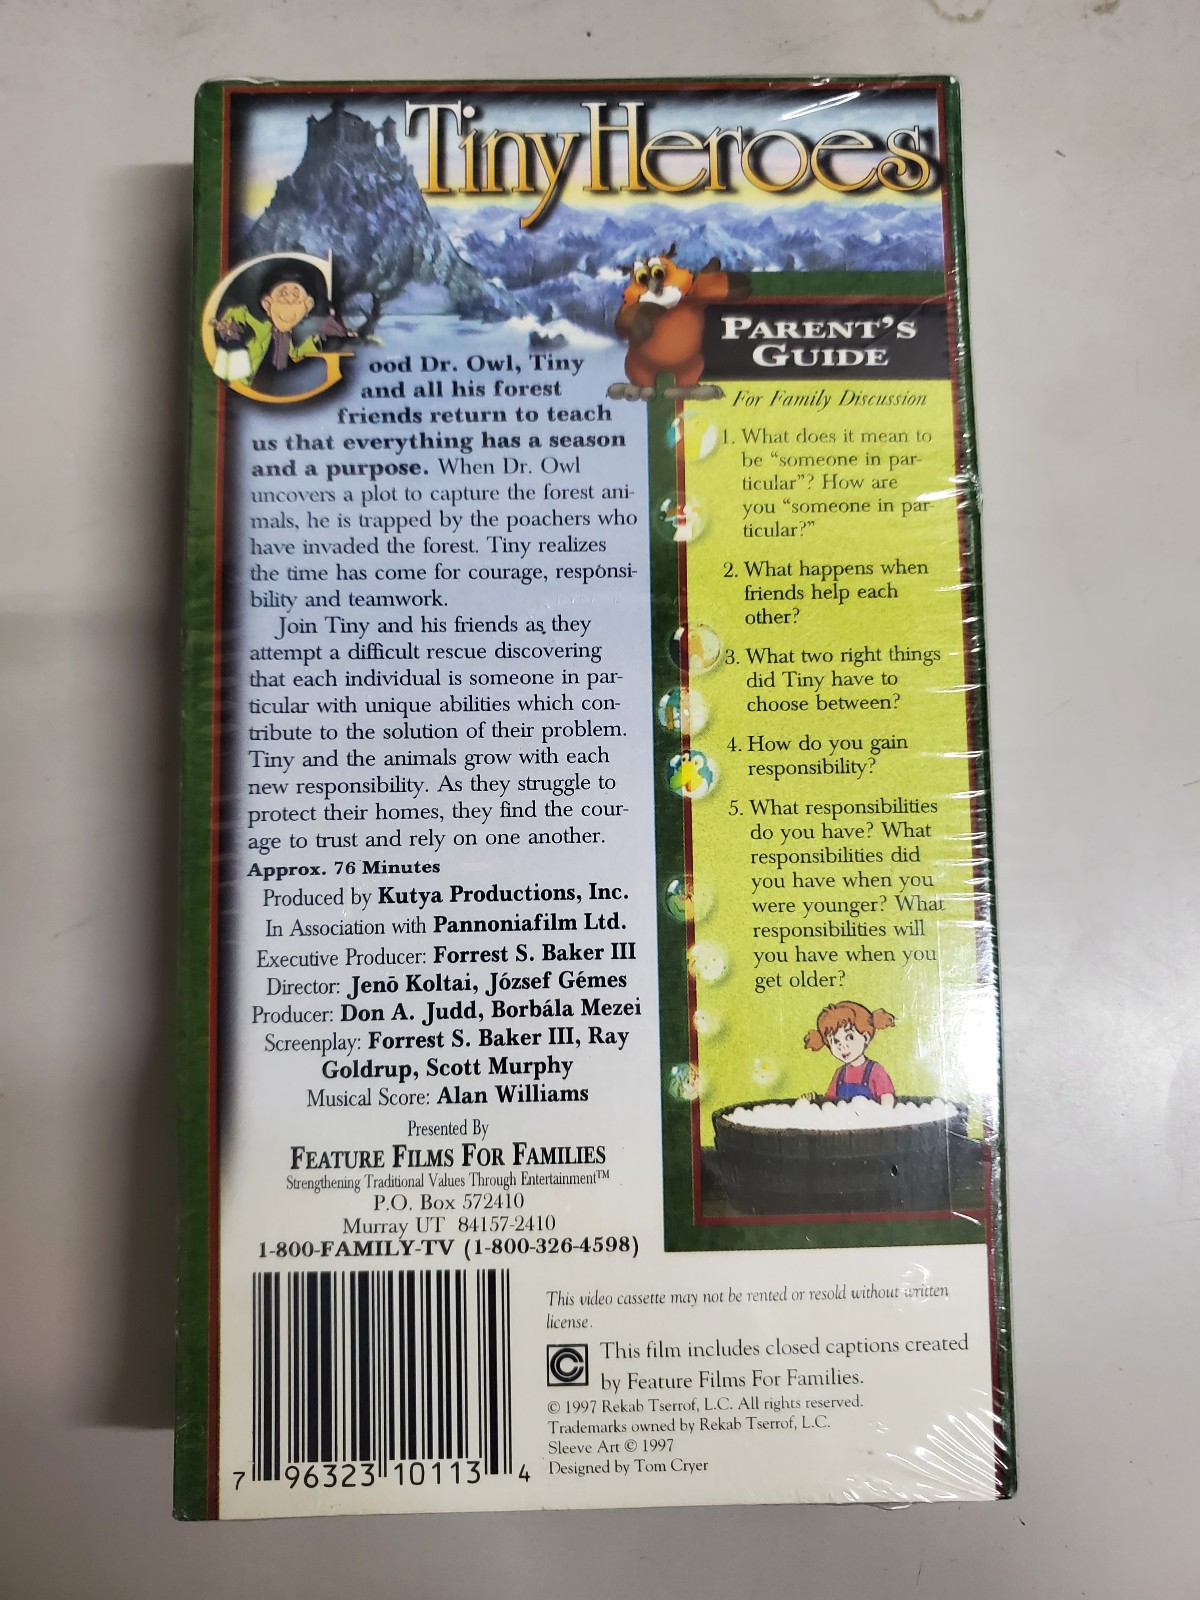 Tiny Heroes
Good Dr. Owl, Tiny
and all his forest
friends return to teach
us that everything has a season
and a purpose. When Dr. Owl
uncovers a plot to capture the forest ani-
mals, he is trapped by the poachers who
have invaded the forest. Tiny realizes
the time has come for courage, responsi-
bility and teamwork.
Join Tiny and his friends as they
attempt a difficult rescue discovering
that each individual is someone in par-
ticular with unique abilities which con-
tribute to the solution of their problem.
Tiny and the animals grow with each
new responsibility. As they struggle to
protect their homes, they find the cour-
age to trust and rely on one another.
Approx. 76 Minutes
Produced by Kutya Productions, Inc.
In Association with Pannoniafilm Ltd.
Executive Producer: Forrest S. Baker III
Director: Jenō Koltai, József Gémes
Producer: Don A. Judd, Borbála Mezei
Screenplay: Forrest S. Baker III, Ray
Goldrup, Scott Murphy
Musical Score: Alan Williams
Presented By
FEATURE FILMS FOR FAMILIES
Strengthening Traditional Values Through Entertainment™
P.O. Box 572410
Murray UT 84157-2410
1-800-FAMILY-TV (1-800-326-4598)
PARENT'S
GUIDE
For Family Discussion
1. What does it mean to
be “someone in par-
ticular”? How are
you “someone in par-
ticular?”
2. What happens when
friends help each
other?
3. What two right things
did Tiny have to
choose between?
4. How do you gain
responsibility?
5. What responsibilities
do you have? What
responsibilities did
you have when you
were younger? What
responsibilities will
you have when you
get older?
This video cassette may not be rented or resold without written
license.
This film includes closed captions created
by Feature Films For Families.
© 1997 Rekab Tserrof, L.C. All rights reserved.
Trademarks owned by Rekab Tserrof, L.C.
Sleeve Art © 1997
Designed by Tom Cryer
7 96323 10113 4